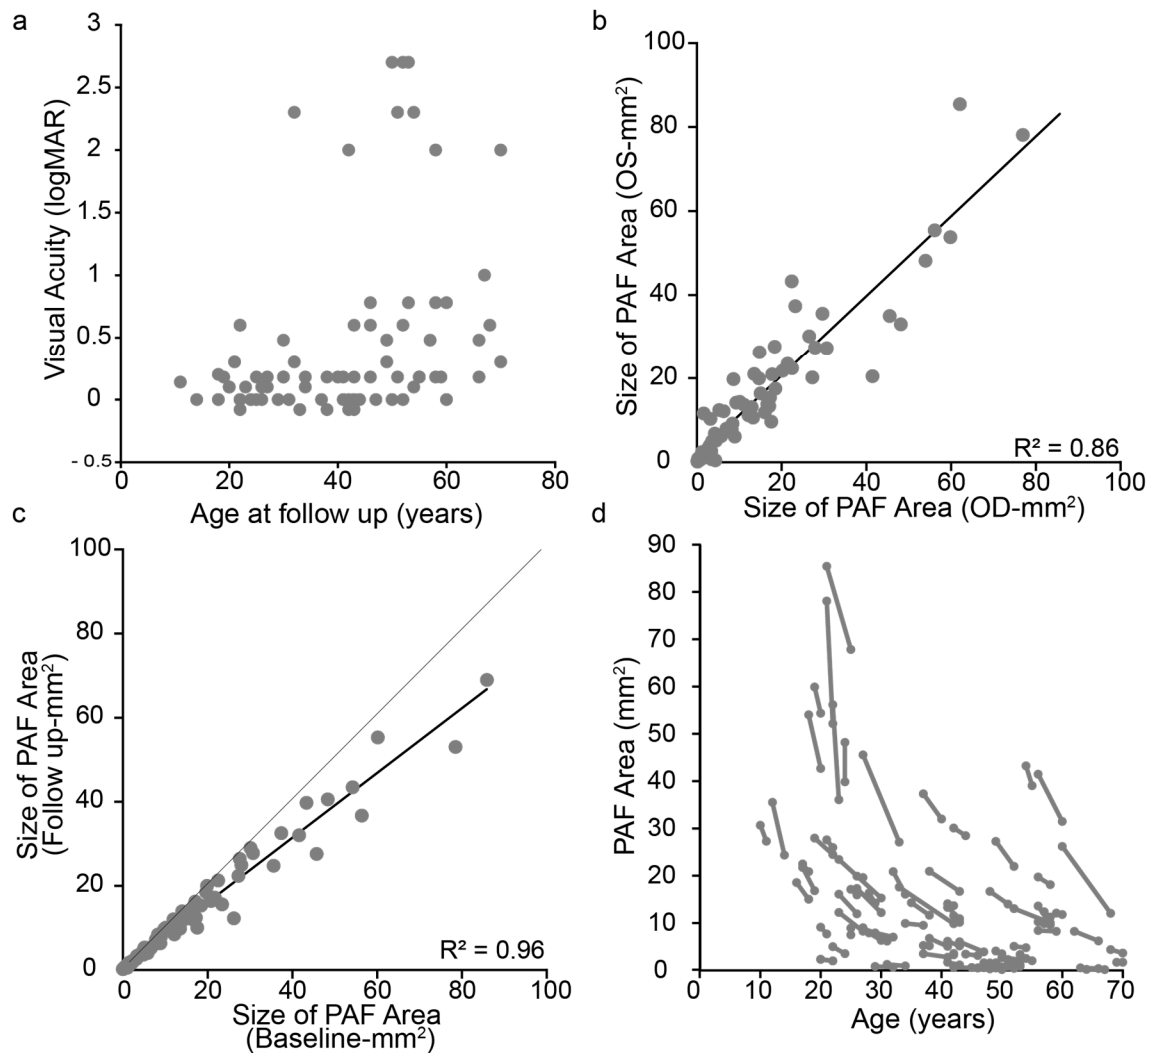 a
3
2.5
2
1.5
1
0.5
0
- 0.5
Visual Acuity (logMAR)
0 20 40 60 80
Age at follow up (years)
b
100
80
60
40
20
0
Size of PAF Area (OS-mm²)
R² = 0.86
0 20 40 60 80 100
Size of PAF Area (OD-mm²)
c
100
80
60
40
20
0
Size of PAF Area
(Follow up-mm²)
R² = 0.96
0 20 40 60 80 100
Size of PAF Area
(Baseline-mm²)
d
90
80
70
60
50
40
30
20
10
0
PAF Area (mm²)
0 10 20 30 40 50 60 70
Age (years)